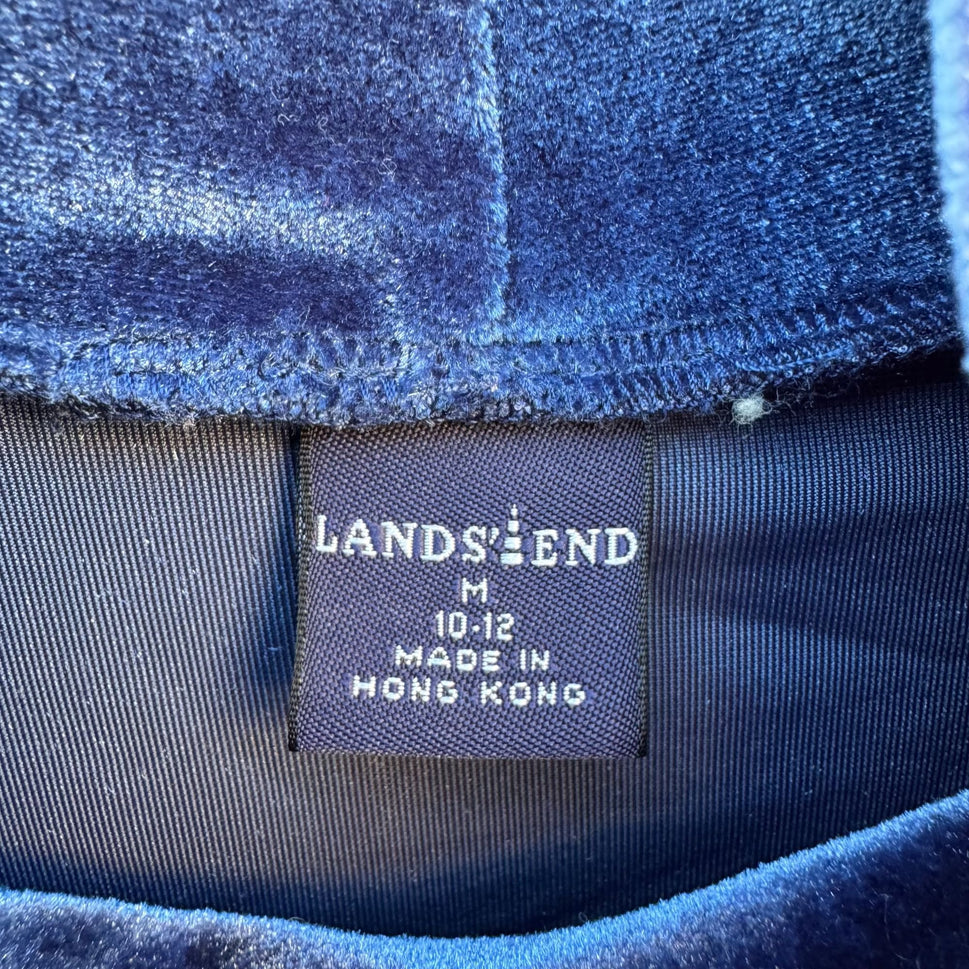 LANDS' END
M
10-12
MADE IN
HONG KONG